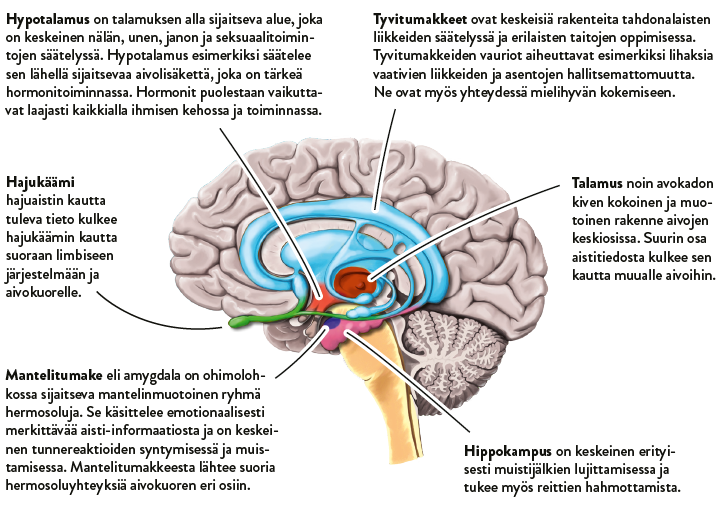 Hypotalamus on talamuksen alla sijaitseva alue, joka
on keskeinen nälän, unen, janon ja seksuaalitoimin-
tojen säätelyssä. Hypotalamus esimerkiksi säätelee
sen lähellä sijaitsevaa aivolisäkettä, joka on tärkeä
hormonitoiminnassa. Hormonit puolestaan vaikutta-
vat laajasti kaikkialla ihmisen kehossa ja toiminnassa.
Tyvitumakkeet ovat keskeisiä rakenteita tahdonalaisten
liikkeiden säätelyssä ja erilaisten taitojen oppimisessa.
Tyvitumakkeiden vauriot aiheuttavat esimerkiksi lihaksia
vaativien liikkeiden ja asentojen hallitsemattomuutta.
Ne ovat myös yhteydessä mielihyvän kokemiseen.
Hajukäämi
hajuaistin kautta
tuleva tieto kulkee
hajukäämin kautta
suoraan limbiseen
järjestelmään ja
aivokuorelle.
Talamus noin avokadon
kiven kokoinen ja muo-
toinen rakenne aivojen
keskiosissa. Suurin osa
aistitiedosta kulkee sen
kautta muualle aivoihin.
Mantelitumake eli amygdala on ohimoloh-
kossa sijaitseva mantelinmuotoinen ryhmä
hermosoluja. Se käsittelee emotionaalisesti
merkittävää aisti-informaatiosta ja on keskei-
nen tunnereaktioiden syntymisessä ja muis-
tamisessa. Mantelitumakkeesta lähtee suoria
hermosoluyhteyksiä aivokuoren eri osiin.
Hippokampus on keskeinen erityi-
sesti muistijälkien lujittamisessa ja
tukee myös reittien hahmottamista.